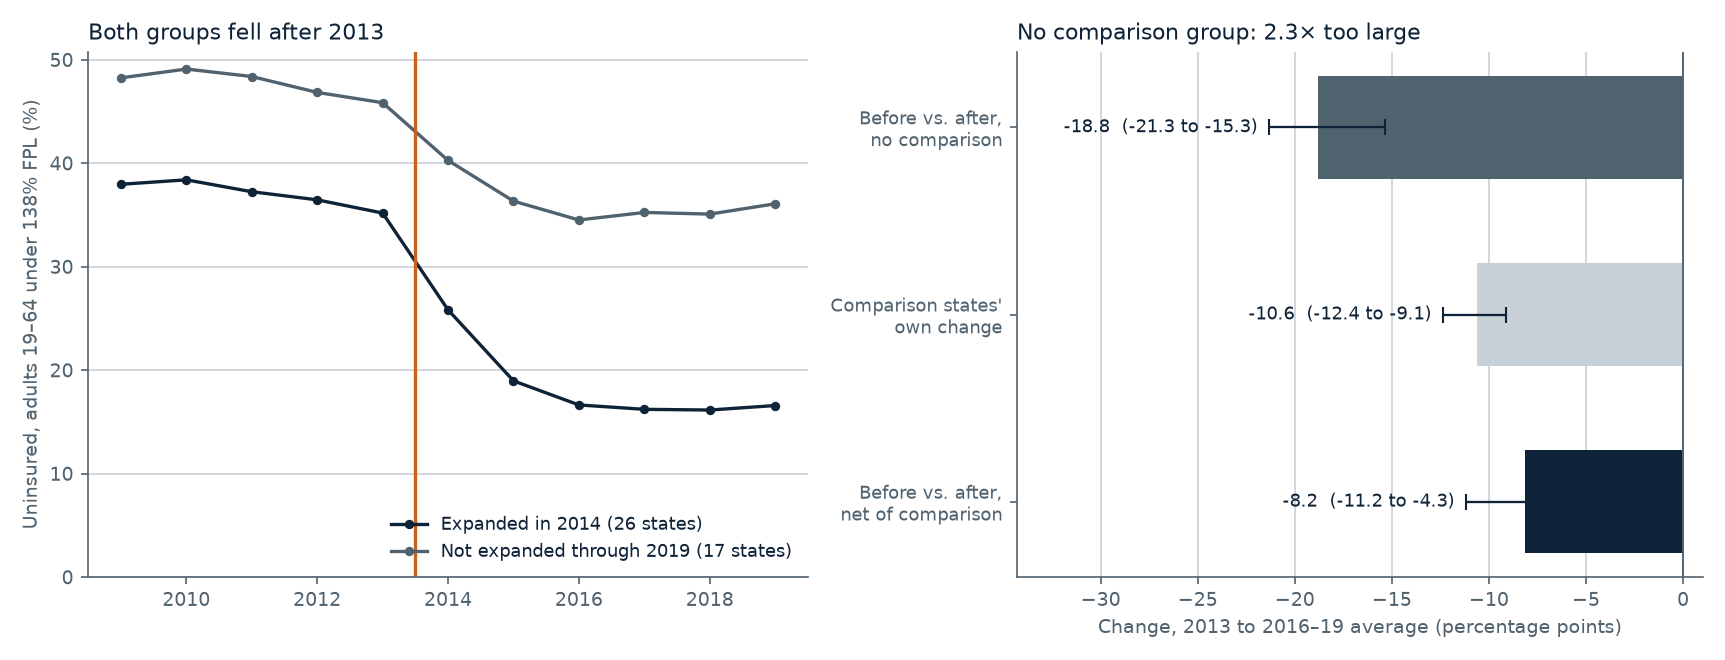 Both groups fell after 2013
Uninsured, adults 19–64 under 138% FPL (%)
50
40
30
20
10
0
2010
2012
2014
2016
2018
Expanded in 2014 (26 states)
Not expanded through 2019 (17 states)
No comparison group: 2.3× too large
Before vs. after,
no comparison
-18.8 (-21.3 to -15.3)
Comparison states'
own change
-10.6 (-12.4 to -9.1)
Before vs. after,
net of comparison
-8.2 (-11.2 to -4.3)
−30
−25
−20
−15
−10
−5
0
Change, 2013 to 2016–19 average (percentage points)